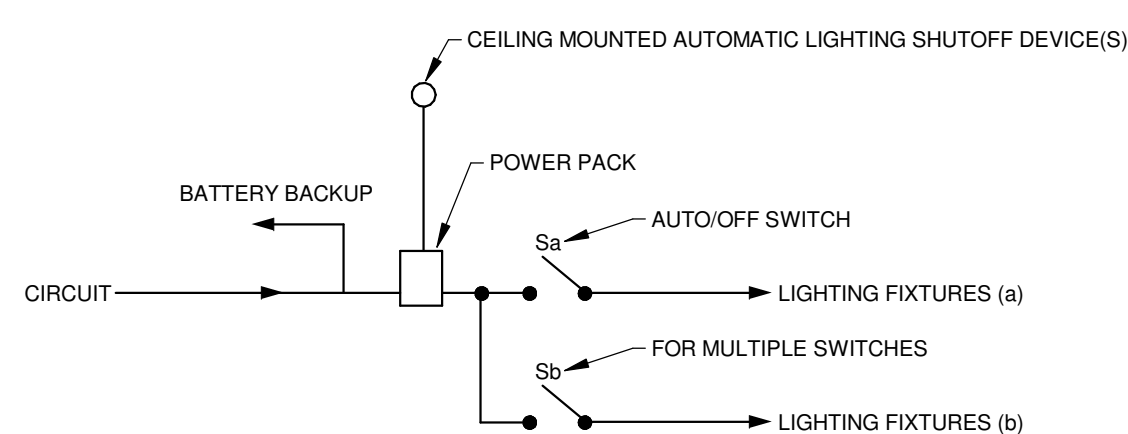 CEILING MOUNTED AUTOMATIC LIGHTING SHUTOFF DEVICE(S)
POWER PACK
BATTERY BACKUP
AUTO/OFF SWITCH
Sa
CIRCUIT
LIGHTING FIXTURES (a)
FOR MULTIPLE SWITCHES
Sb
LIGHTING FIXTURES (b)